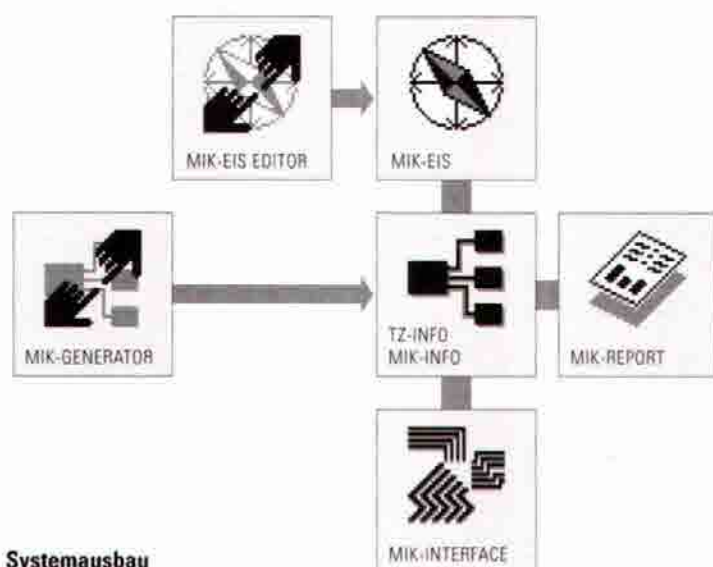 MIK-EIS EDITOR
MIK-EIS
MIK-GENERATOR
TZ-INFO
MIK-INFO
MIK-REPORT
MIK-INTERFACE
Systemausbau